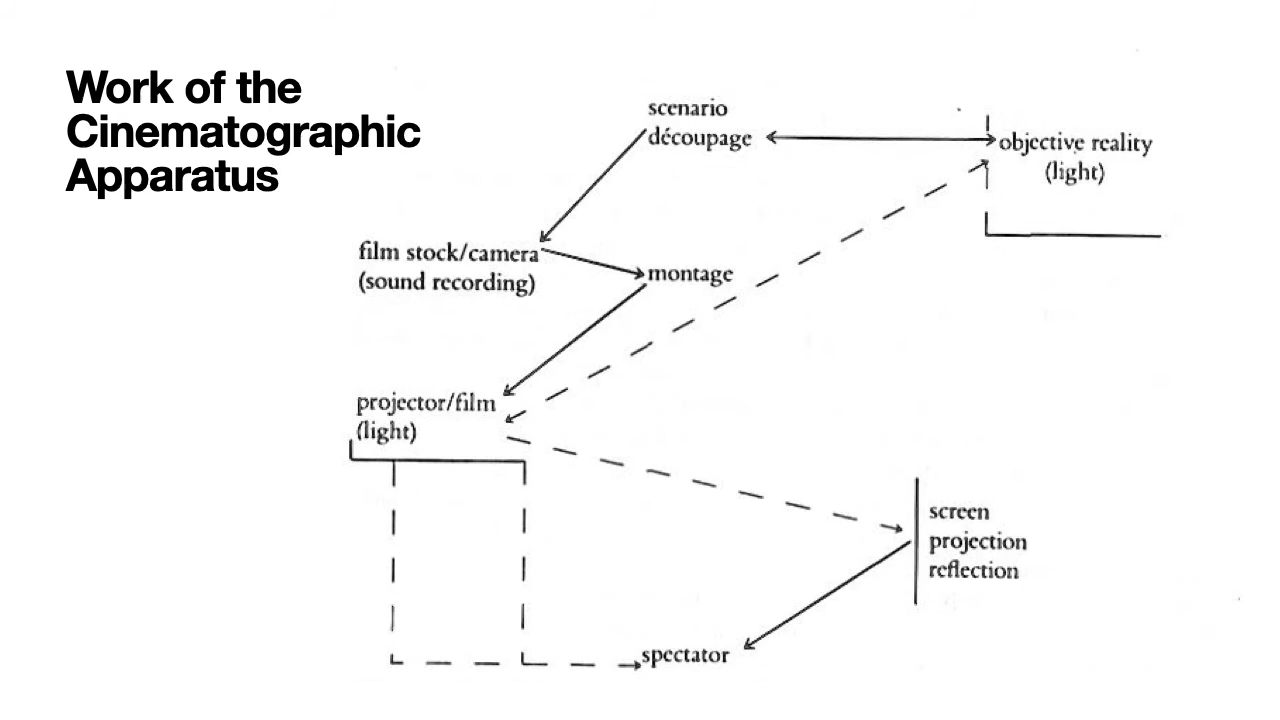 Work of the
Cinematographic
Apparatus
scenario
découpage
objective reality
(light)
film stock/camera
(sound recording)
montage
projector/film
(light)
screen
projection
reflection
spectator